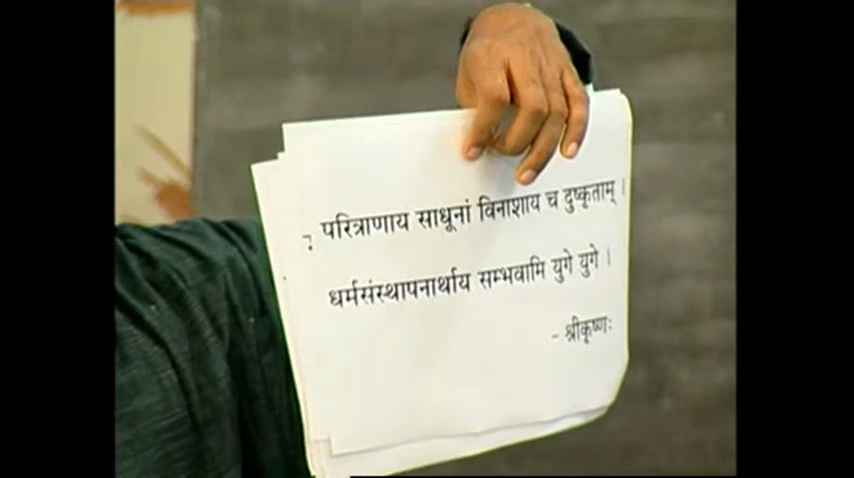 परित्राणाय साधूनां विनाशाय च दुष्कृताम् ।
धर्मसंस्थापनार्थाय सम्भवामि युगे युगे ।
- श्रीकृष्णः